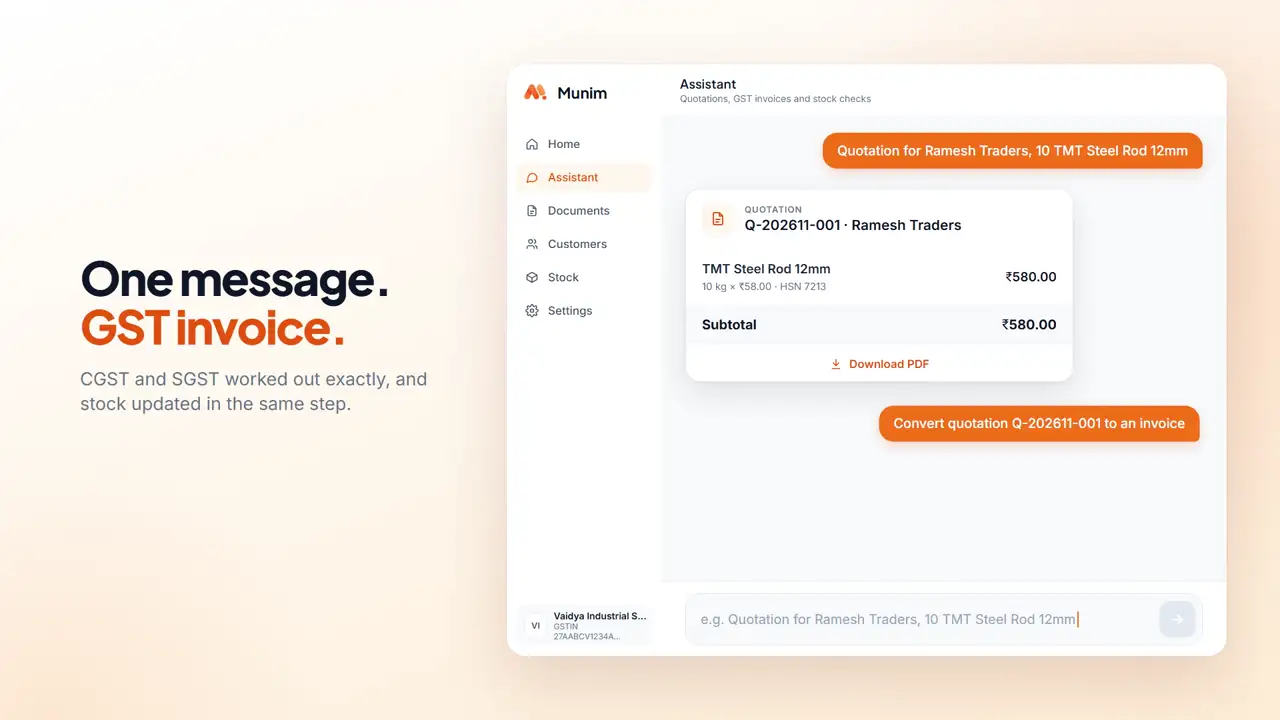 One message.
GST invoice.
CGST and SGST worked out exactly, and
stock updated in the same step.
Munim
Home
Assistant
Documents
Customers
Stock
Settings
VI
Vaidya Industrial S...
GSTIN
27AABCV1234A...
Assistant
Quotations, GST invoices and stock checks
Quotation for Ramesh Traders, 10 TMT Steel Rod 12mm
QUOTATION
Q-202611-001 · Ramesh Traders
TMT Steel Rod 12mm
₹580.00
10 kg × ₹58.00 · HSN 7213
Subtotal
₹580.00
Download PDF
Convert quotation Q-202611-001 to an invoice
e.g. Quotation for Ramesh Traders, 10 TMT Steel Rod 12mm